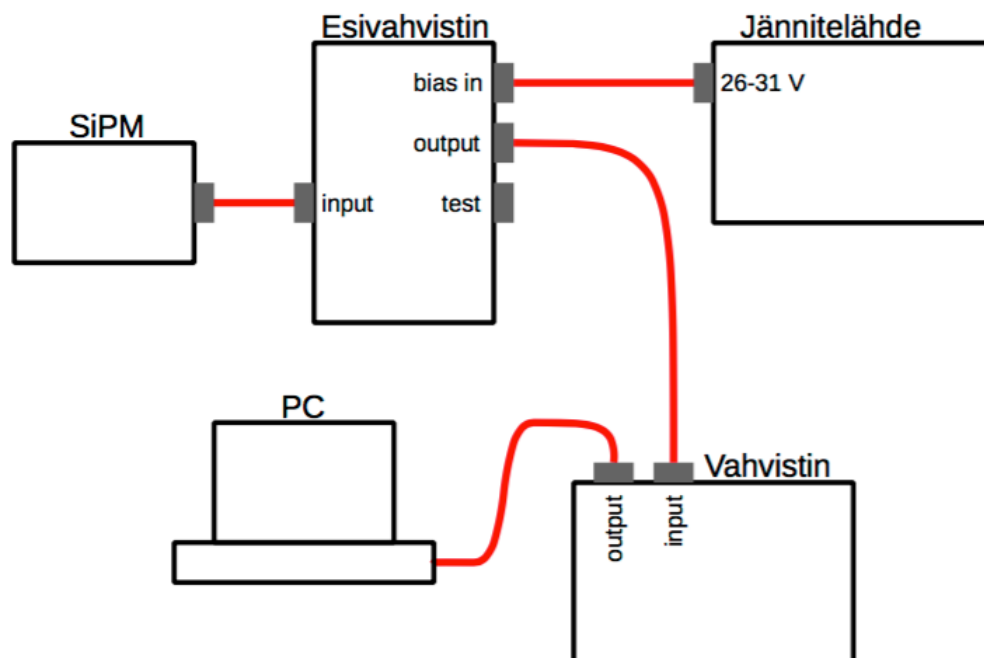 Esivahvistin
Jännitelähde
bias in
26-31 V
SiPM
output
input
test
PC
Vahvistin
output
input